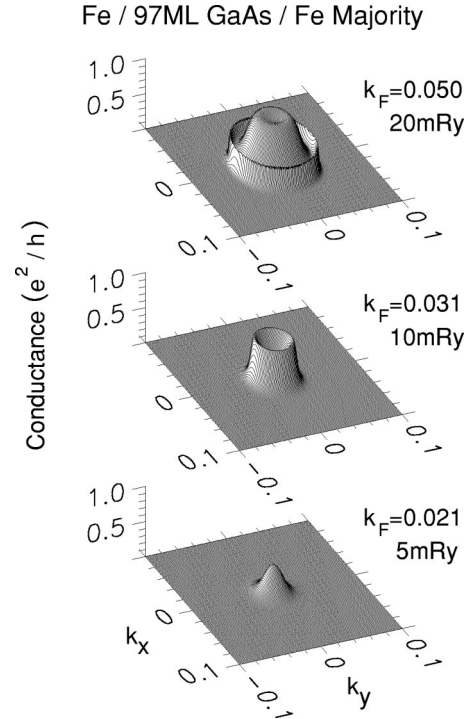 Fe / 97ML GaAs / Fe Majority
1.0
0.5
k_F=0.050
20mRy
0
0.1
−0.1
0
0.1
Conductance (e² / h)
1.0
0.5
k_F=0.031
10mRy
0
0.1
−0.1
0
0.1
1.0
0.5
k_F=0.021
5mRy
0
0.1
−0.1
0
0.1
k_x
k_y